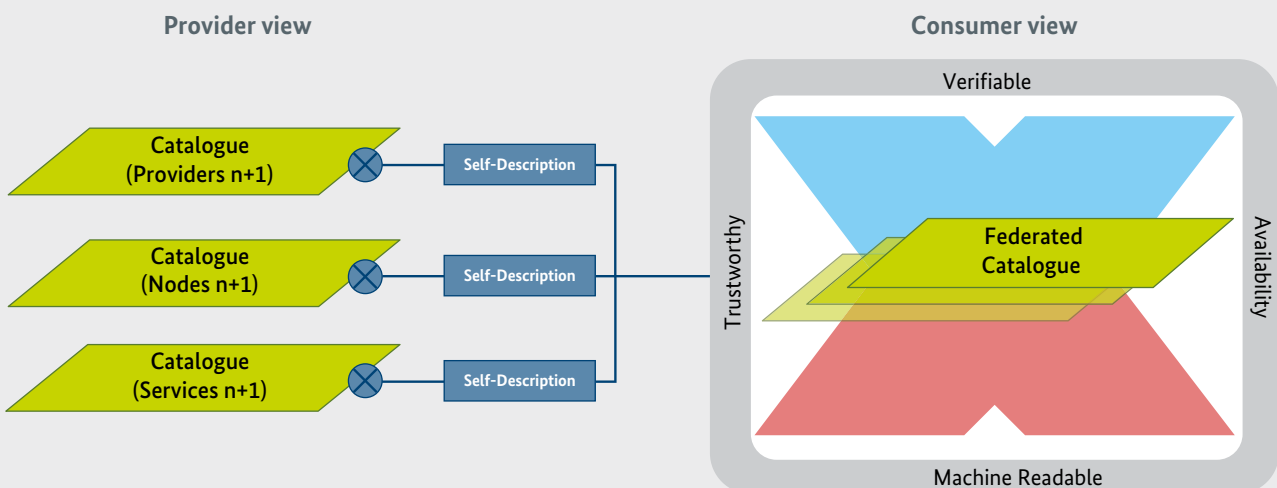 Provider view
Consumer view
Catalogue
(Providers n+1)
Self-Description
Catalogue
(Nodes n+1)
Self-Description
Catalogue
(Services n+1)
Self-Description
Verifiable
Trustworthy
Federated
Catalogue
Availability
Machine Readable